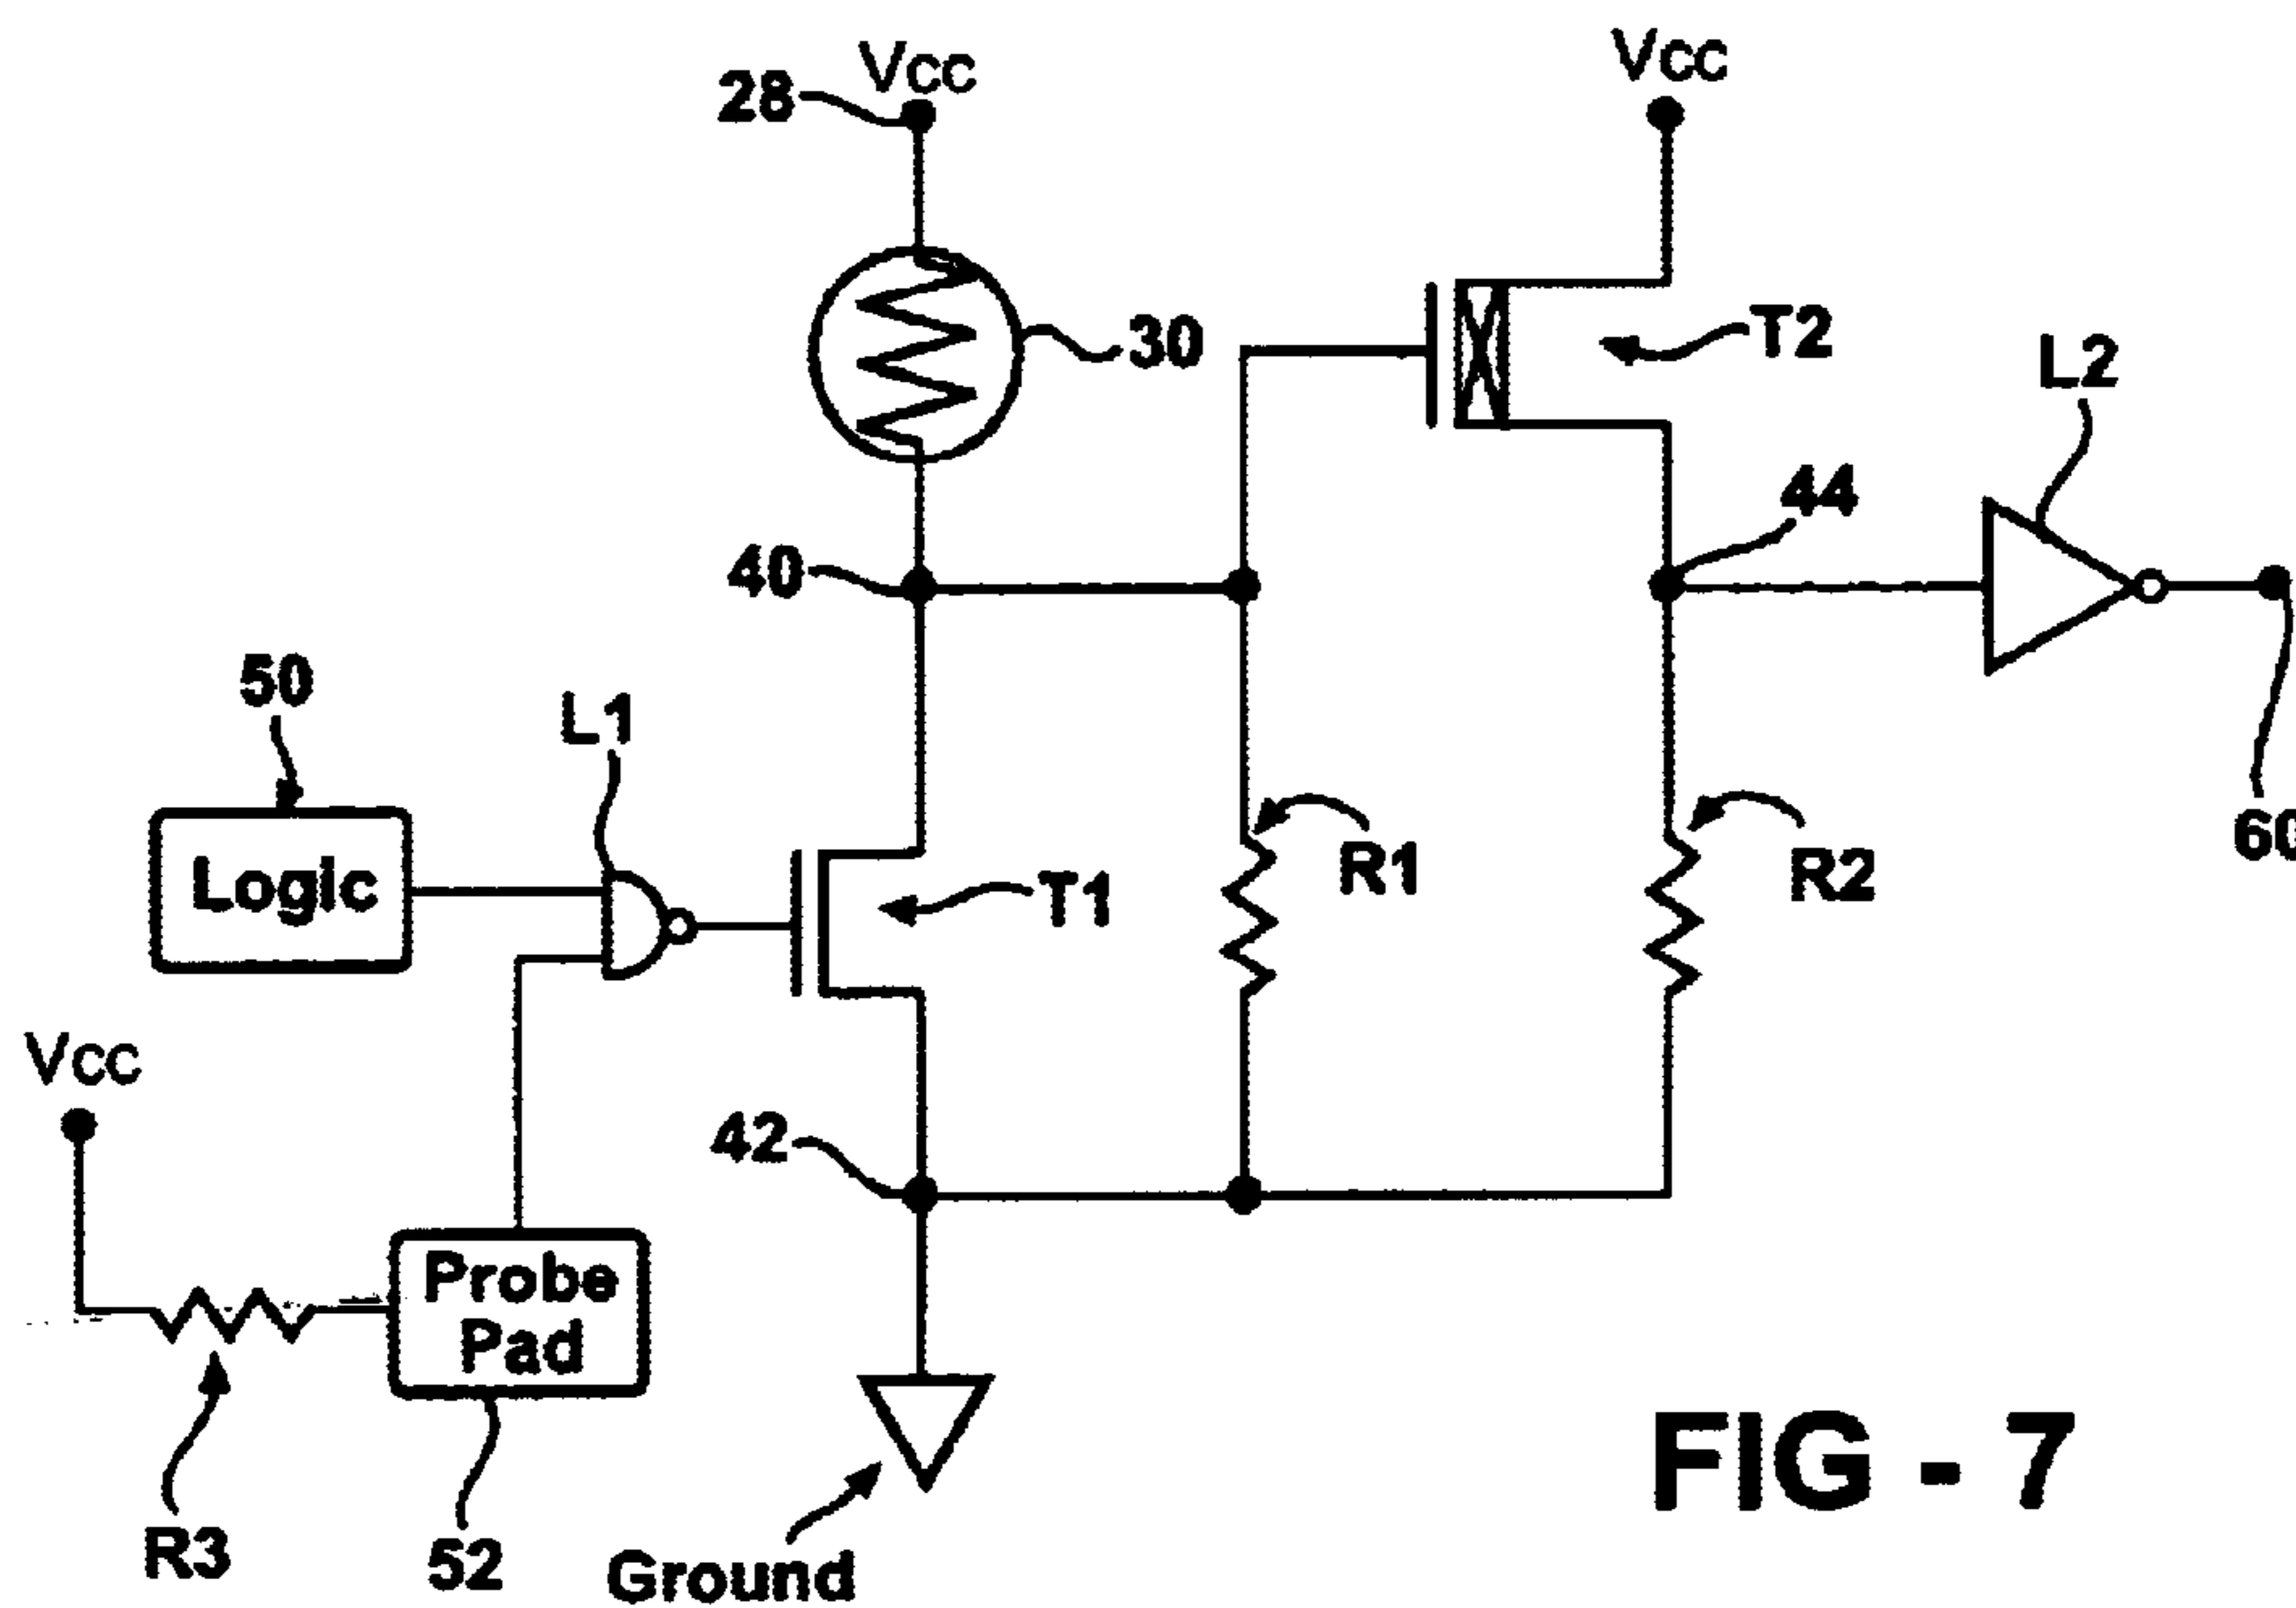 VCC
28
VCC
30
T2
L2
44
40
50
L1
Logic
T1
R1
R2
60
VCC
42
Probe
Pad
R3
52
Ground
FIG - 7